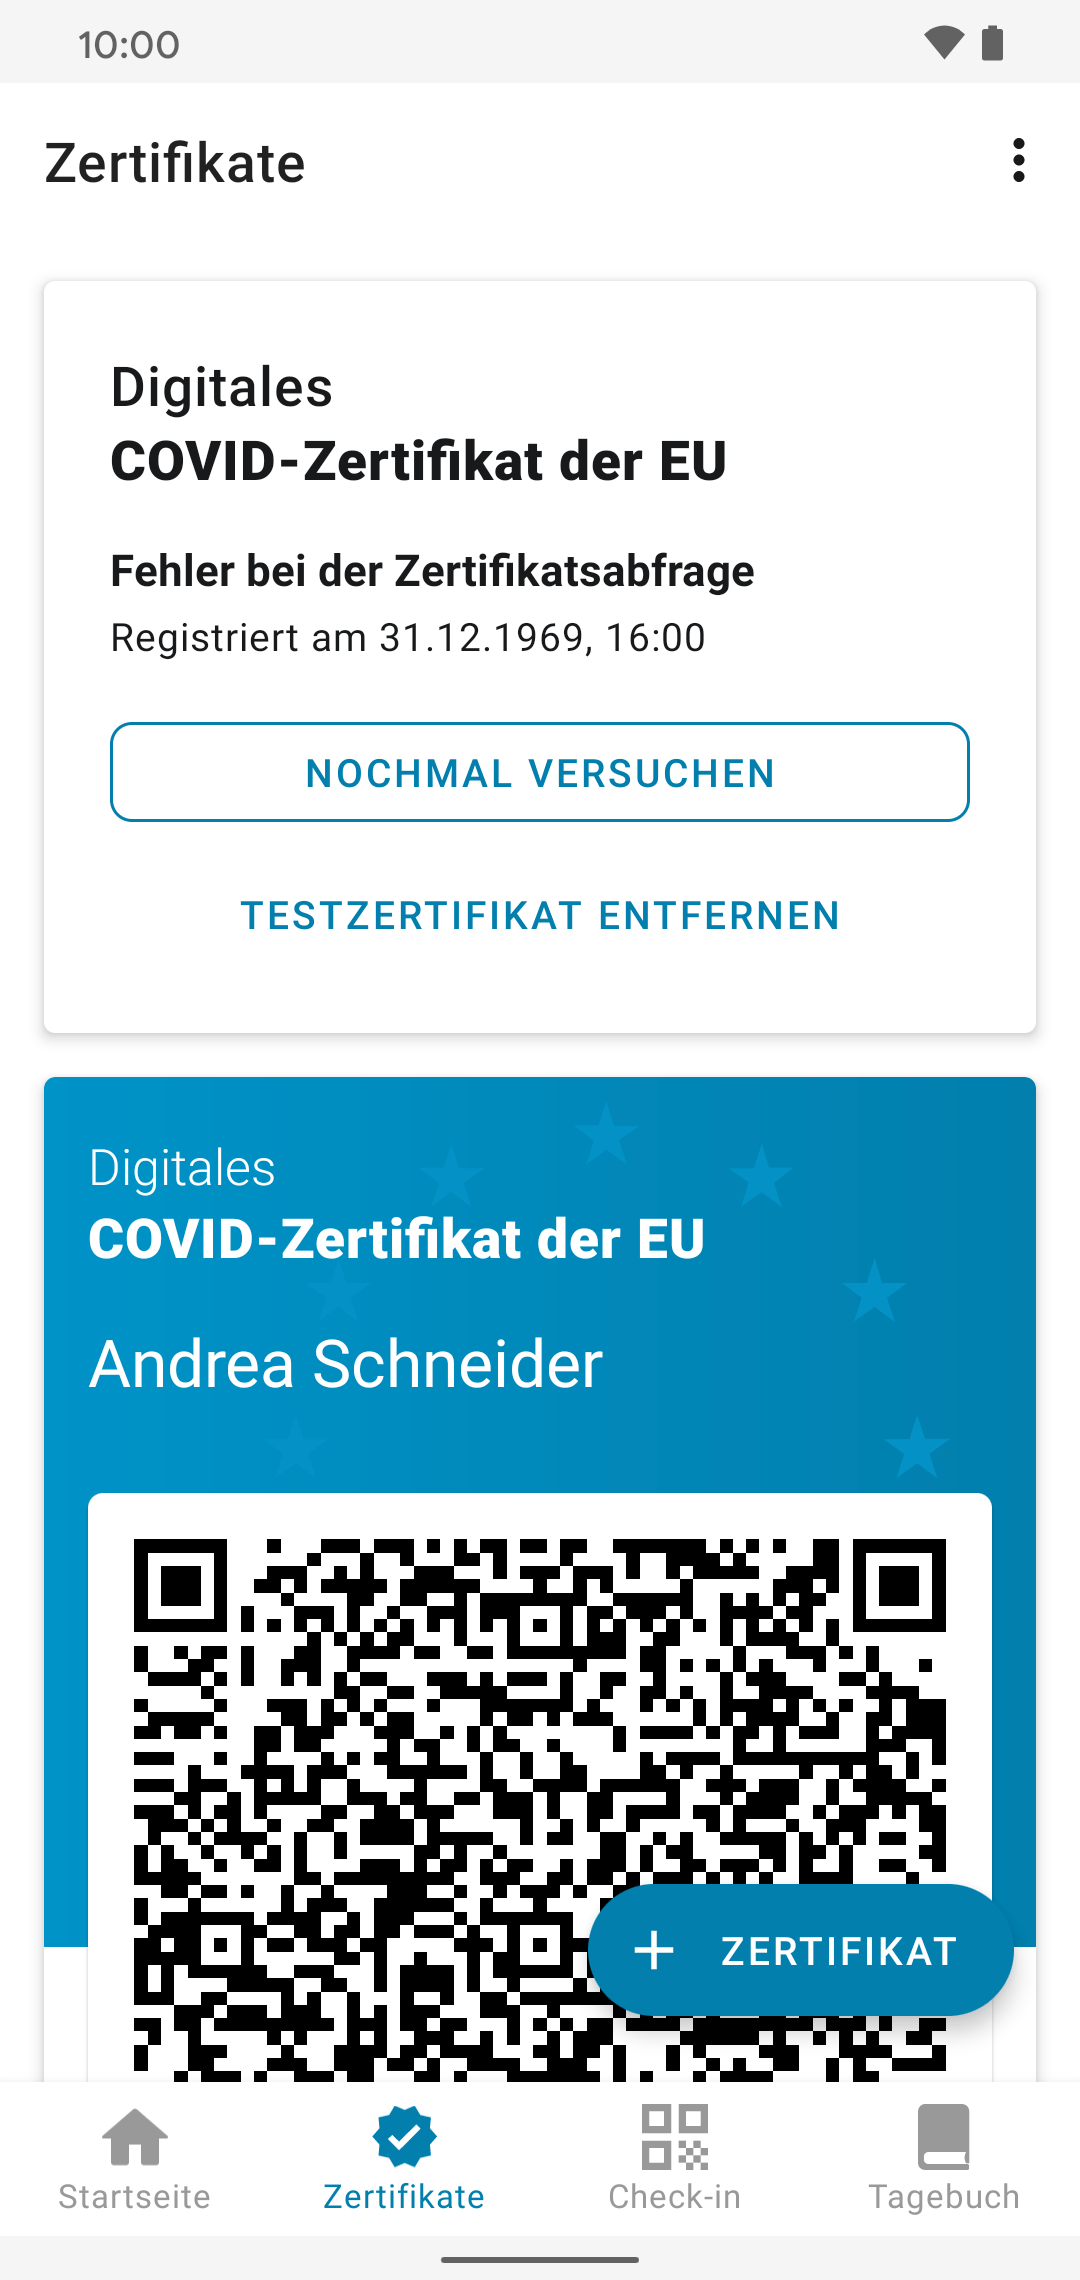 10:00
Zertifikate
Digitales
COVID-Zertifikat der EU
Fehler bei der Zertifikatsabfrage
Registriert am 31.12.1969, 16:00
NOCHMAL VERSUCHEN
TESTZERTIFIKAT ENTFERNEN
Digitales
COVID-Zertifikat der EU
Andrea Schneider
ZERTIFIKAT
Startseite
Zertifikate
Check-in
Tagebuch